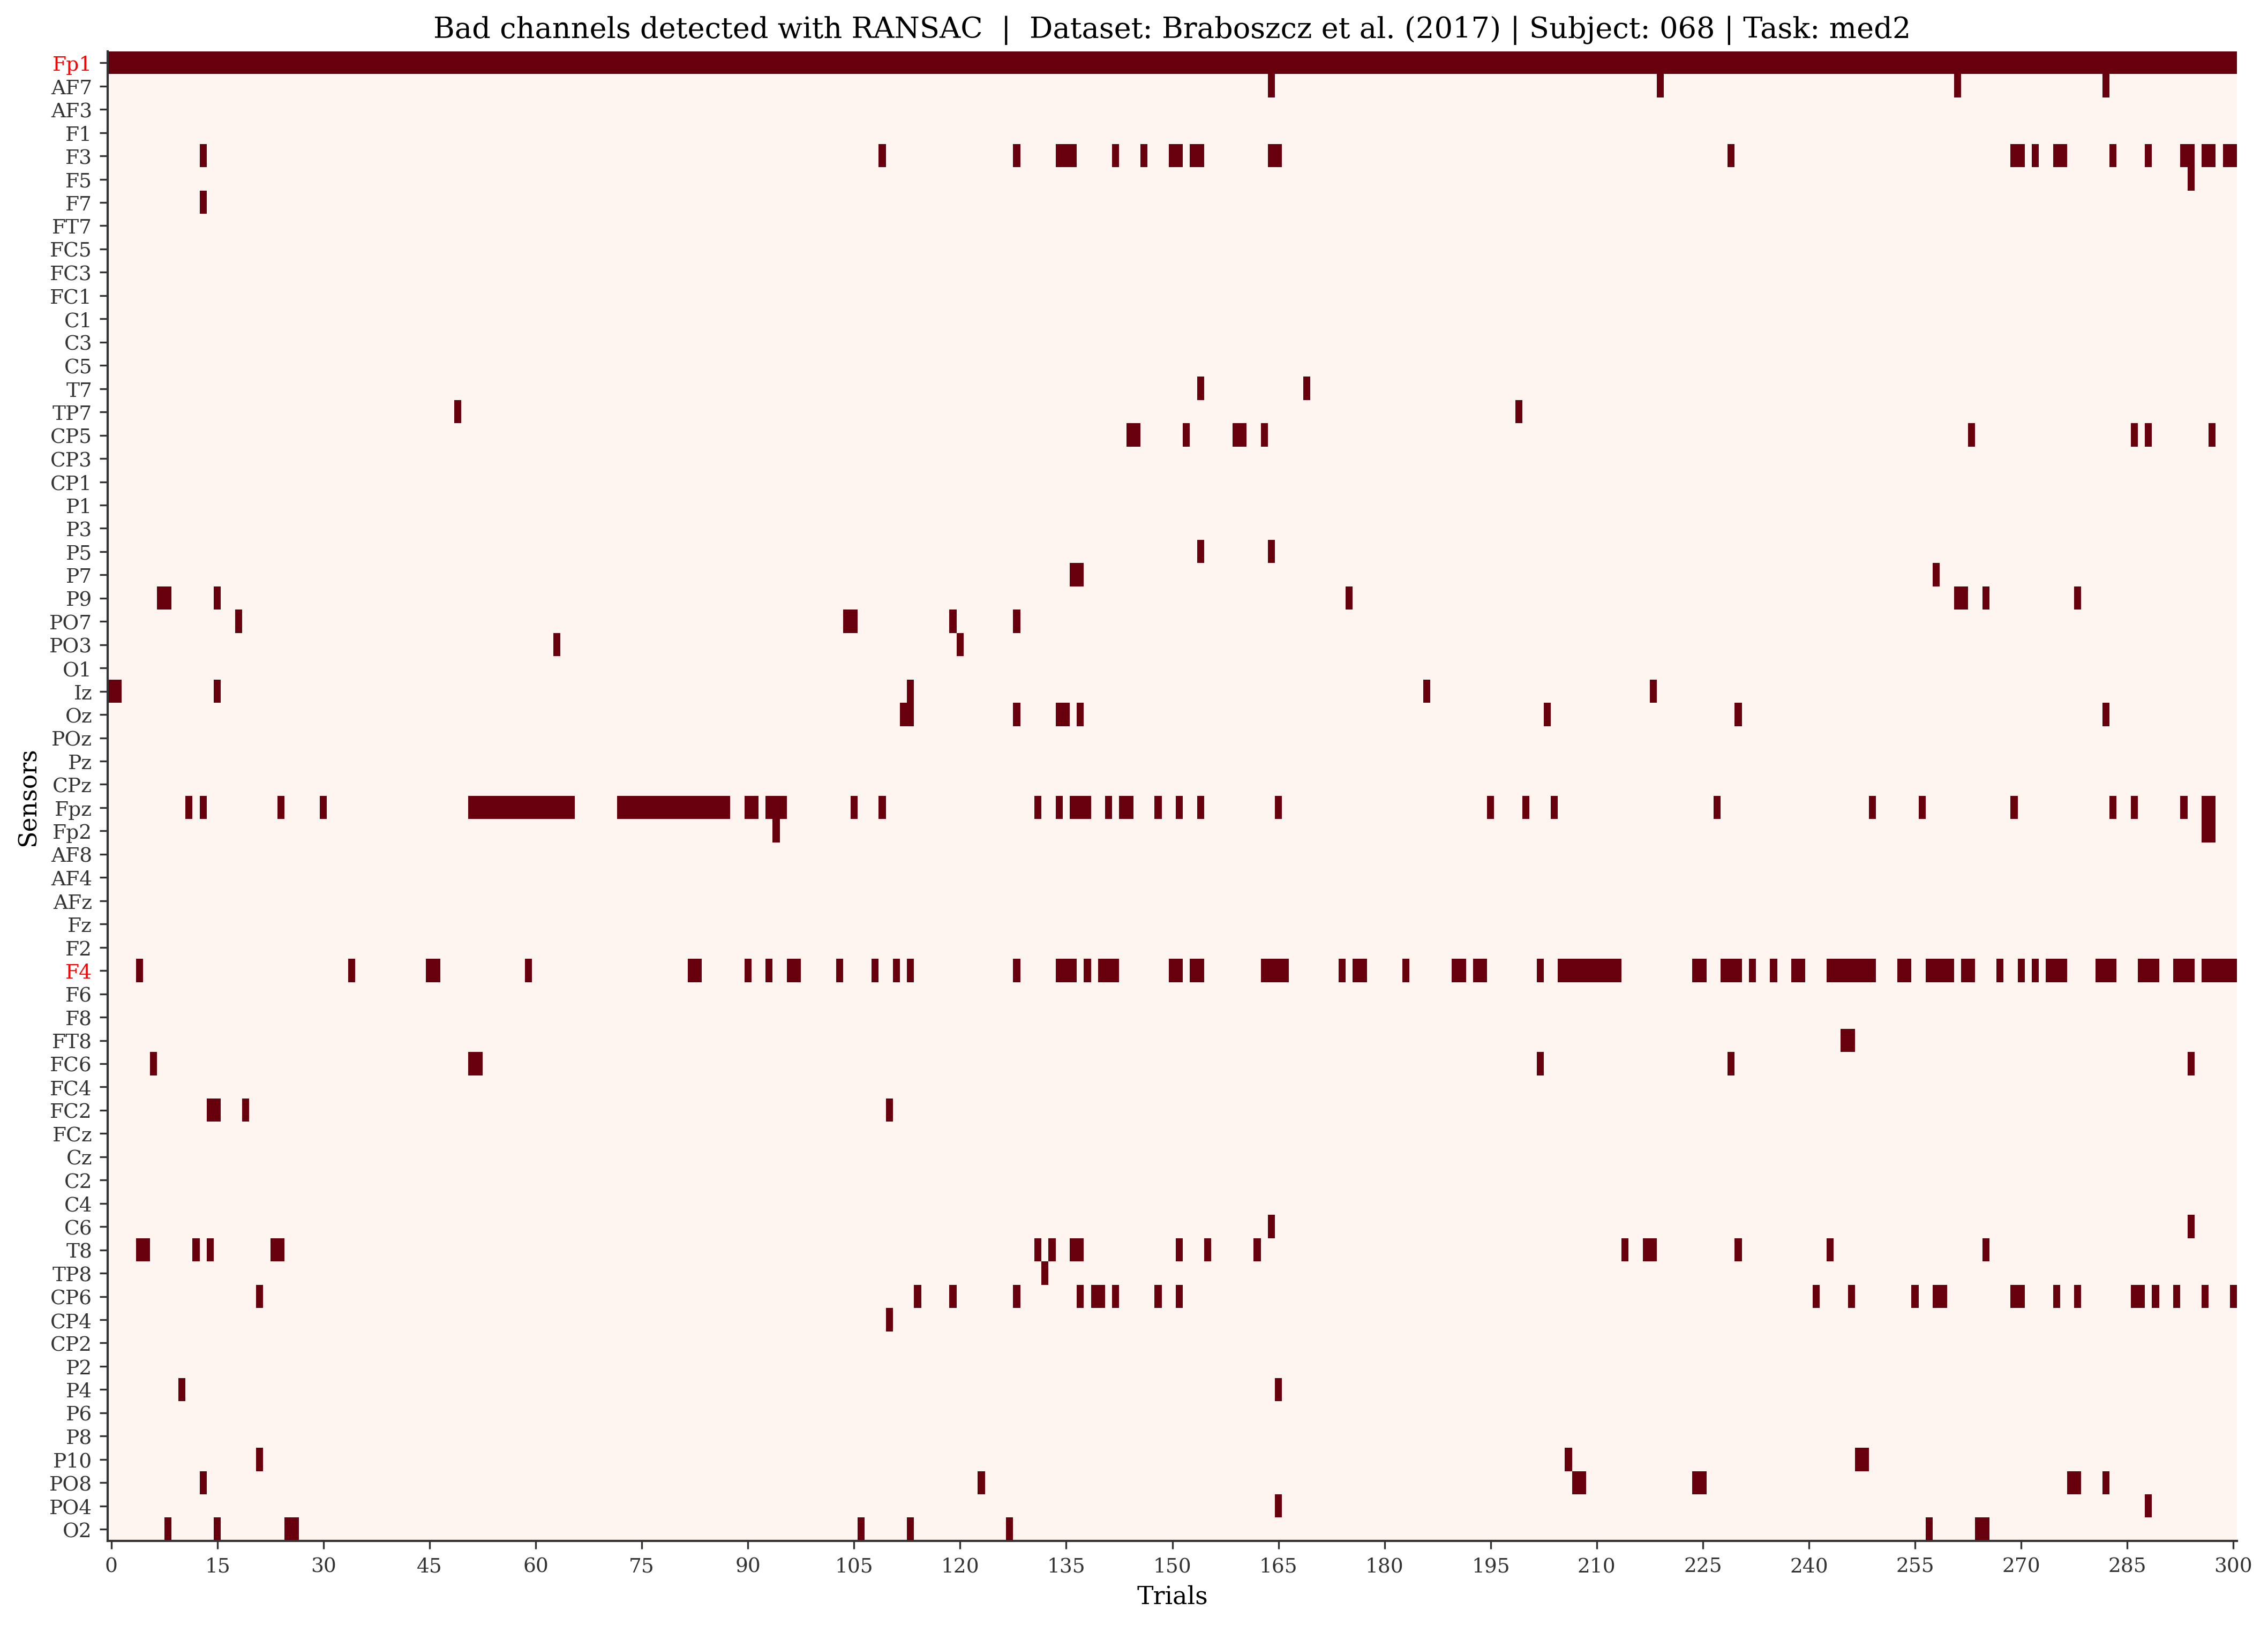 Bad channels detected with RANSAC | Dataset: Braboszcz et al. (2017) | Subject: 068 | Task: med2
Sensors
Fp1
AF7
AF3
F1
F3
F5
F7
FT7
FC5
FC3
FC1
C1
C3
C5
T7
TP7
CP5
CP3
CP1
P1
P3
P5
P7
P9
PO7
PO3
O1
Iz
Oz
POz
Pz
CPz
Fpz
Fp2
AF8
AF4
AFz
Fz
F2
F4
F6
F8
FT8
FC6
FC4
FC2
FCz
Cz
C2
C4
C6
T8
TP8
CP6
CP4
CP2
P2
P4
P6
P8
P10
PO8
PO4
O2
0 15 30 45 60 75 90 105 120 135 150 165 180 195 210 225 240 255 270 285 300
Trials